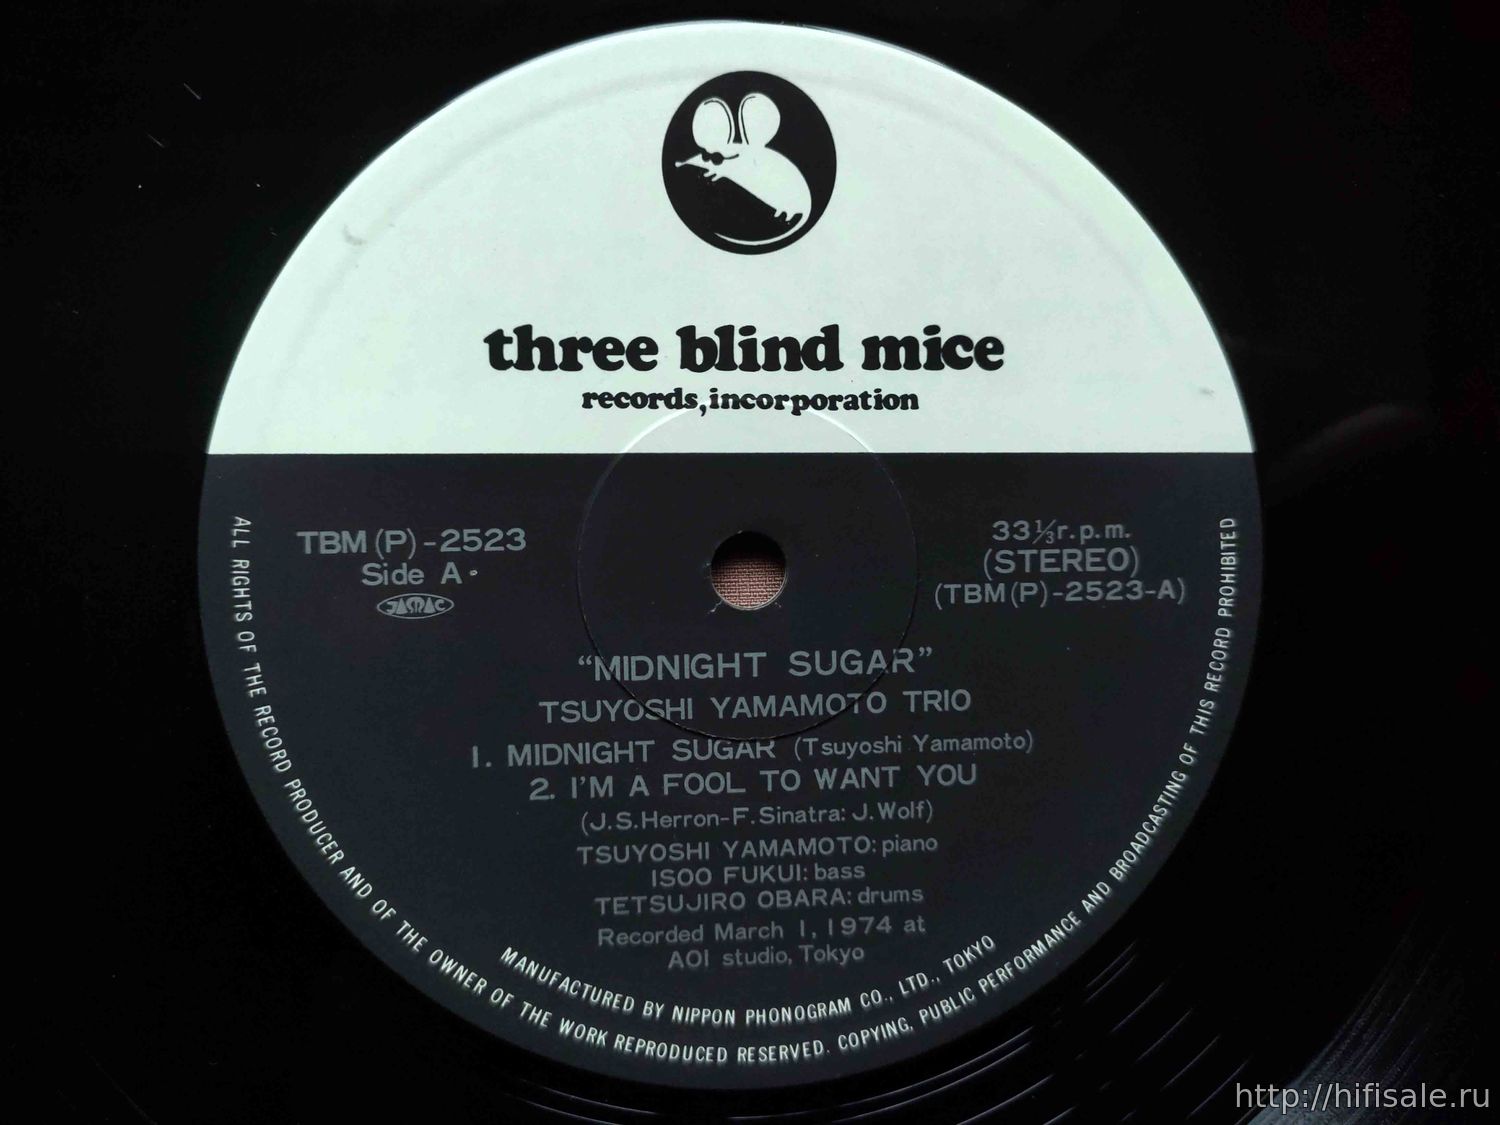 three blind mice
records, incorporation
TBM (P)-2523
Side A·
JASRAC
33⅓ r.p.m.
(STEREO)
(TBM (P)-2523-A)
"MIDNIGHT SUGAR"
TSUYOSHI YAMAMOTO TRIO
1. MIDNIGHT SUGAR (Tsuyoshi Yamamoto)
2. I'M A FOOL TO WANT YOU
(J.S.Herron-F.Sinatra: J.Wolf)
TSUYOSHI YAMAMOTO: piano
ISOO FUKUI: bass
TETSUJIRO OBARA: drums
Recorded March 1, 1974 at
AOI studio, Tokyo
MANUFACTURED BY NIPPON PHONOGRAM CO., LTD., TOKYO
ALL RIGHTS OF THE RECORD PRODUCER AND OF THE OWNER OF THE WORK REPRODUCED RESERVED. COPYING, PUBLIC PERFORMANCE AND BROADCASTING OF THIS RECORD PROHIBITED
http://hifisale.ru